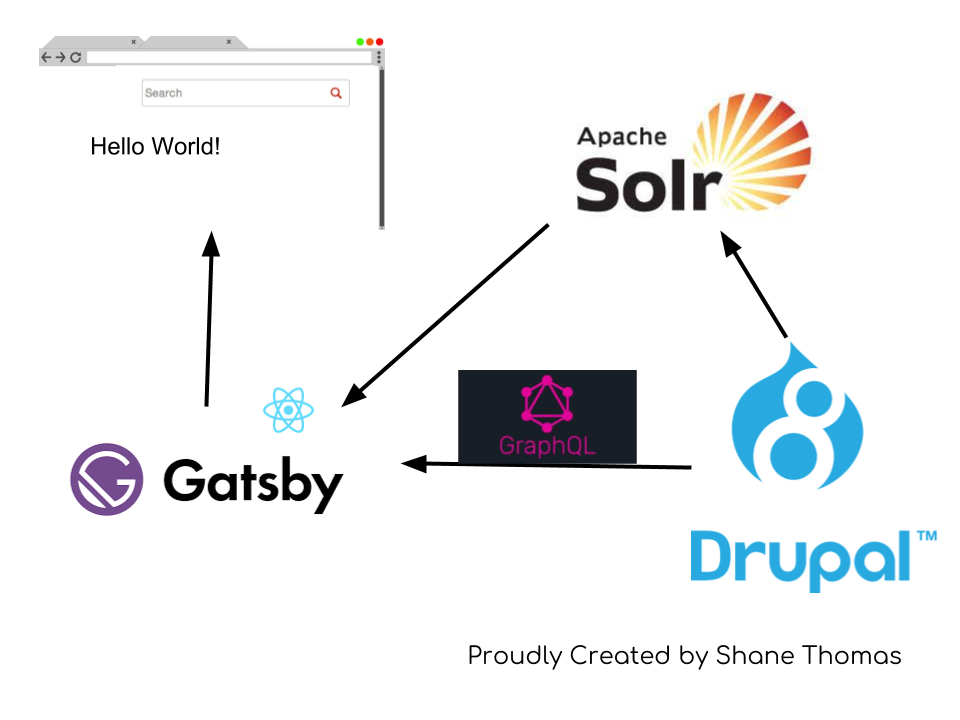 x x
Search
Hello World!
Apache
Solr
GraphQL
Gatsby
Drupal™
Proudly Created by Shane Thomas